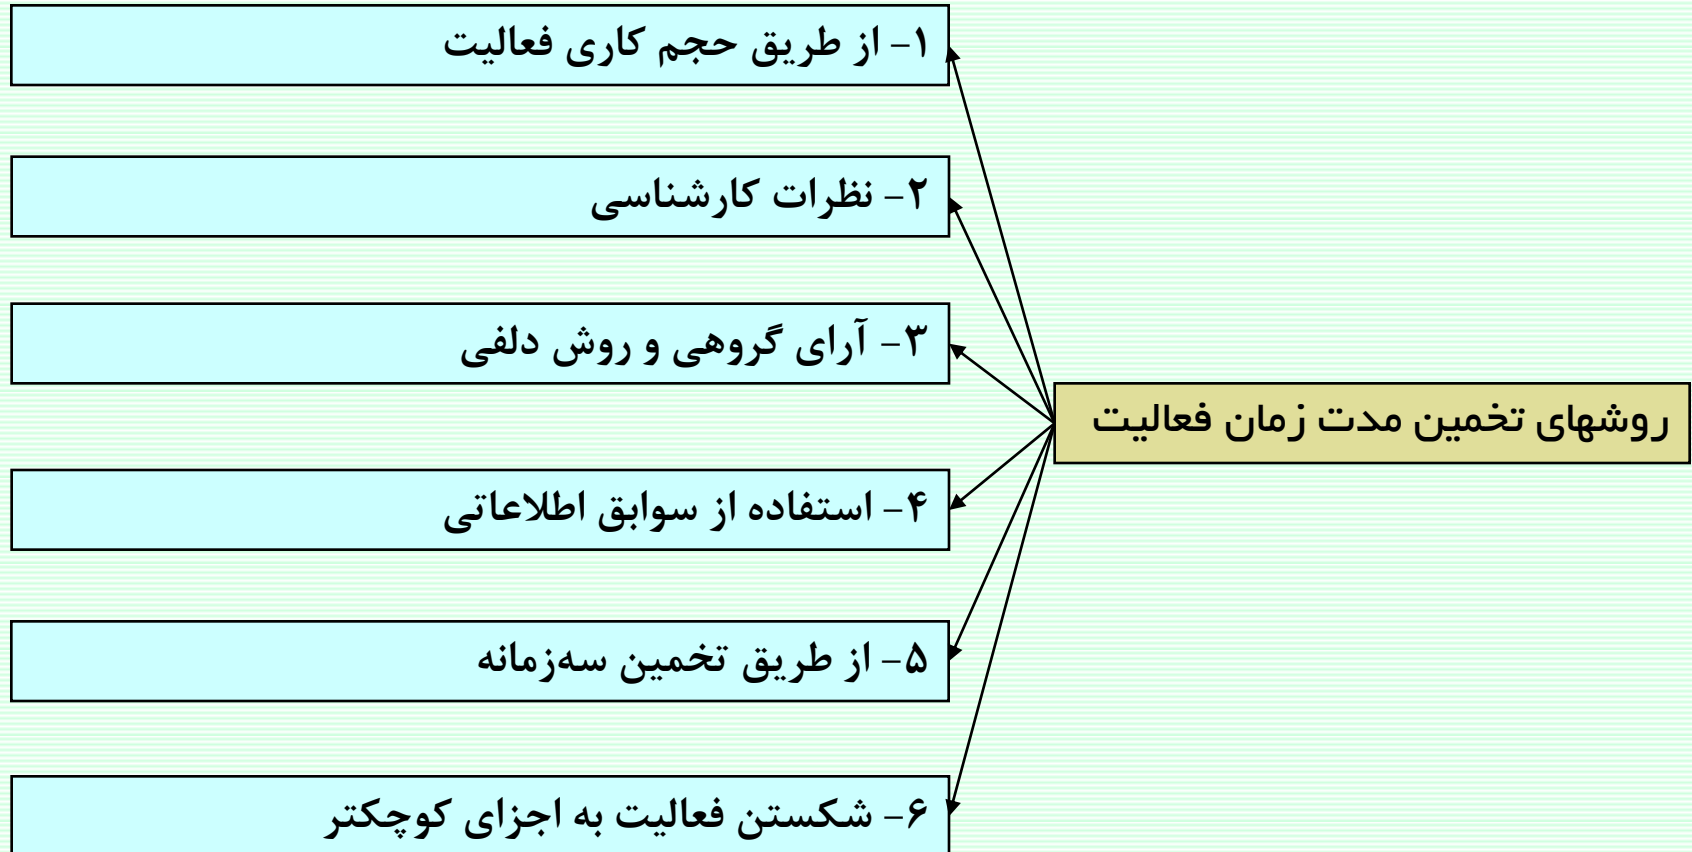 روشهای تخمین مدت زمان فعالیت
۱- از طریق حجم کاری فعالیت
۲- نظرات کارشناسی
۳- آرای گروهی و روش دلفی
۴- استفاده از سوابق اطلاعاتی
۵- از طریق تخمین سه‌زمانه
۶- شکستن فعالیت به اجزای کوچکتر